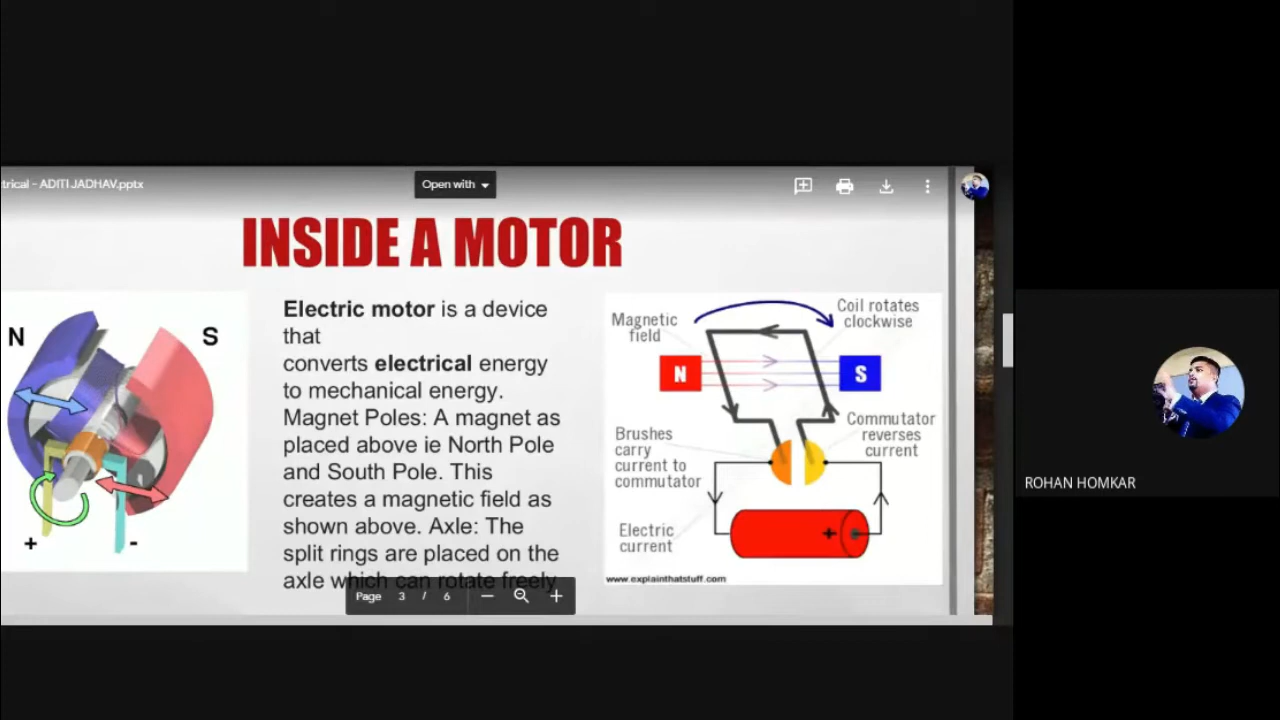 trical - ADITI JADHAV.pptx
Open with
INSIDE A MOTOR
N
S
+
-
Electric motor is a device
that
converts electrical energy
to mechanical energy.
Magnet Poles: A magnet as
placed above ie North Pole
and South Pole. This
creates a magnetic field as
shown above. Axle: The
split rings are placed on the
axle which can rotate freely
Magnetic
field
Coil rotates
clockwise
N
S
Brushes
carry
current to
commutator
Commutator
reverses
current
Electric
current
+
www.explainthatstuff.com
Page 3 / 6
ROHAN HOMKAR